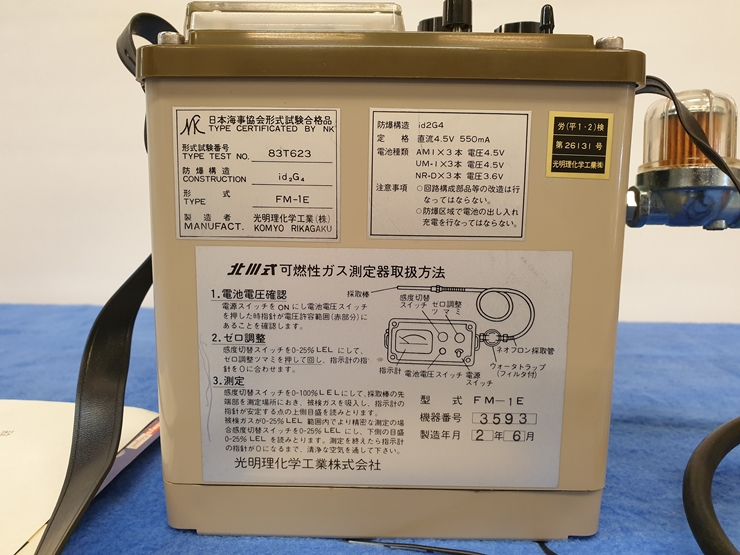 NK 日本海事協会形式試験合格品
TYPE CERTIFICATED BY NK
形式試験番号
TYPE TEST NO. 83T623
防爆構造
CONSTRUCTION id₂G₄
形式
TYPE FM-1E
製造者 光明理化学工業(株)
MANUFACT. KOMYO RIKAGAKU
防爆構造 id2G4
定格 直流4.5V 550mA
電池種類 AM1×3本 電圧4.5V
UM-1×3本 電圧4.5V
NR-D×3本 電圧3.6V
注意事項 ○回路構成部品等の改造は行
なってはならない。
○防爆区域で電池の出し入れ
充電を行なってはならない。
労(平1・2)検
第26131号
光明理化学工業㈱
北川式可燃性ガス測定器取扱方法
1.電池電圧確認
電源スイッチをONにし電池電圧スイッチ
を押した時指針が電圧許容範囲(赤部分)に
あることを確認します。
2.ゼロ調整
感度切替スイッチを0-25%LELにして、
ゼロ調整ツマミを押して回し、指示計の指
針を0に合わせます。
3.測定
感度切替スイッチを0-100%LELにして、採取棒の先
端部を測定場所におき、被検ガスを吸入し、指示計の
指針が安定する点の上側目盛を読みとります。
被検ガスが0-25%LEL範囲内でより精密な測定の場
合感度切替スイッチを0-25%LELにし、下側の目盛
0-25%LELを読みとります。測定を終えたら指示計
の指針が0になるまで、清浄な空気を通して下さい。
光明理化学工業株式会社
採取棒
感度切替
スイッチ
ゼロ調整
ツマミ
ネオフロン採取管
ウォータトラップ
(フィルタ付)
指示計
電池電圧スイッチ
電源
スイッチ
型式 FM-1E
機器番号 3593
製造年月 2年6月